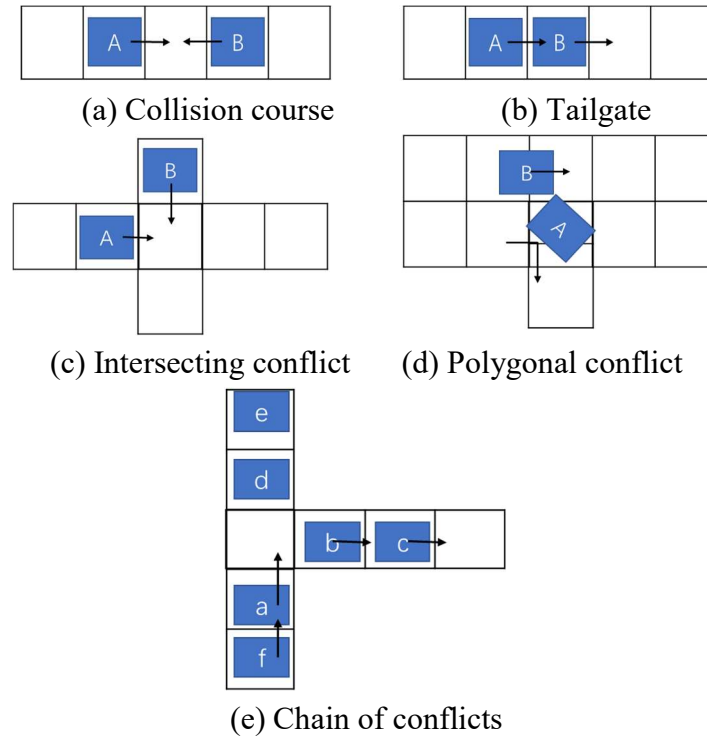 A B
(a) Collision course
A B
(b) Tailgate
B
A
(c) Intersecting conflict
B
A
(d) Polygonal conflict
e
d
b c
a
f
(e) Chain of conflicts